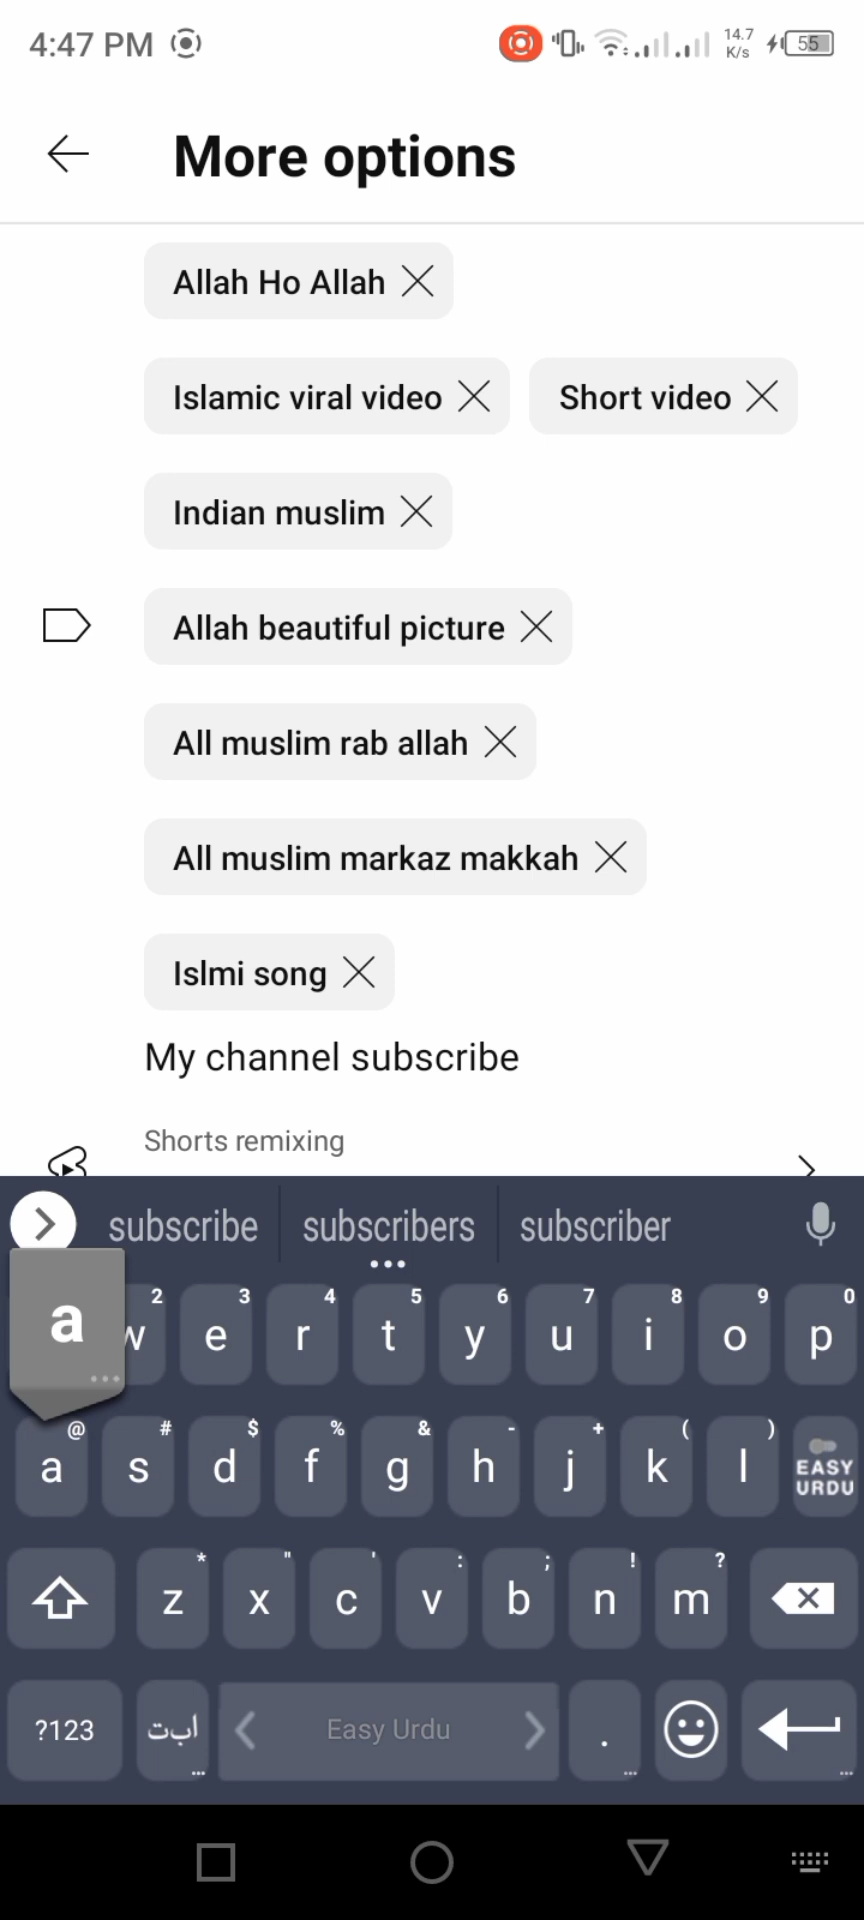 4:47 PM 14.7 K/s 55
More options
Allah Ho Allah
Islamic viral video Short video
Indian muslim
Allah beautiful picture
All muslim rab allah
All muslim markaz makkah
Islmi song
My channel subscribe
Shorts remixing
subscribe subscribers subscriber
a
2 3 4 5 6 7 8 9 0
w e r t y u i o p
@ # $ % & - + ( )
a s d f g h j k l EASY URDU
* " ' : ; ! ?
z x c v b n m
?123 ا ب ت Easy Urdu .